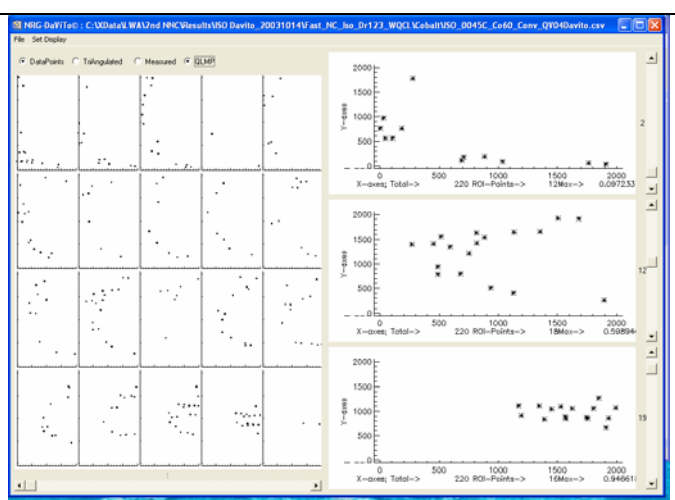 NRG-DaViTo© : C:\XData\LWA\2nd NNC\Results\ISO Davito_20031014\Fast_NC_Iso_Dr123_WQCL\Cobalt\ISO_0045C_Co60_Conv_QV04Davito.csv
File Set Display
DataPoints TriAngulated Measured QLMP
2000
1500
1000
500
0
Y-axes
0 500 1000 1500 2000
X-axes; Total-> 220 ROI-Points-> 12Max-> 0.097233
2
2000
1500
1000
500
0
Y-axes
0 500 1000 1500 2000
X-axes; Total-> 220 ROI-Points-> 18Max-> 0.59894
12
2000
1500
1000
500
0
Y-axes
0 500 1000 1500 2000
X-axes; Total-> 220 ROI-Points-> 16Max-> 0.94661
19
1